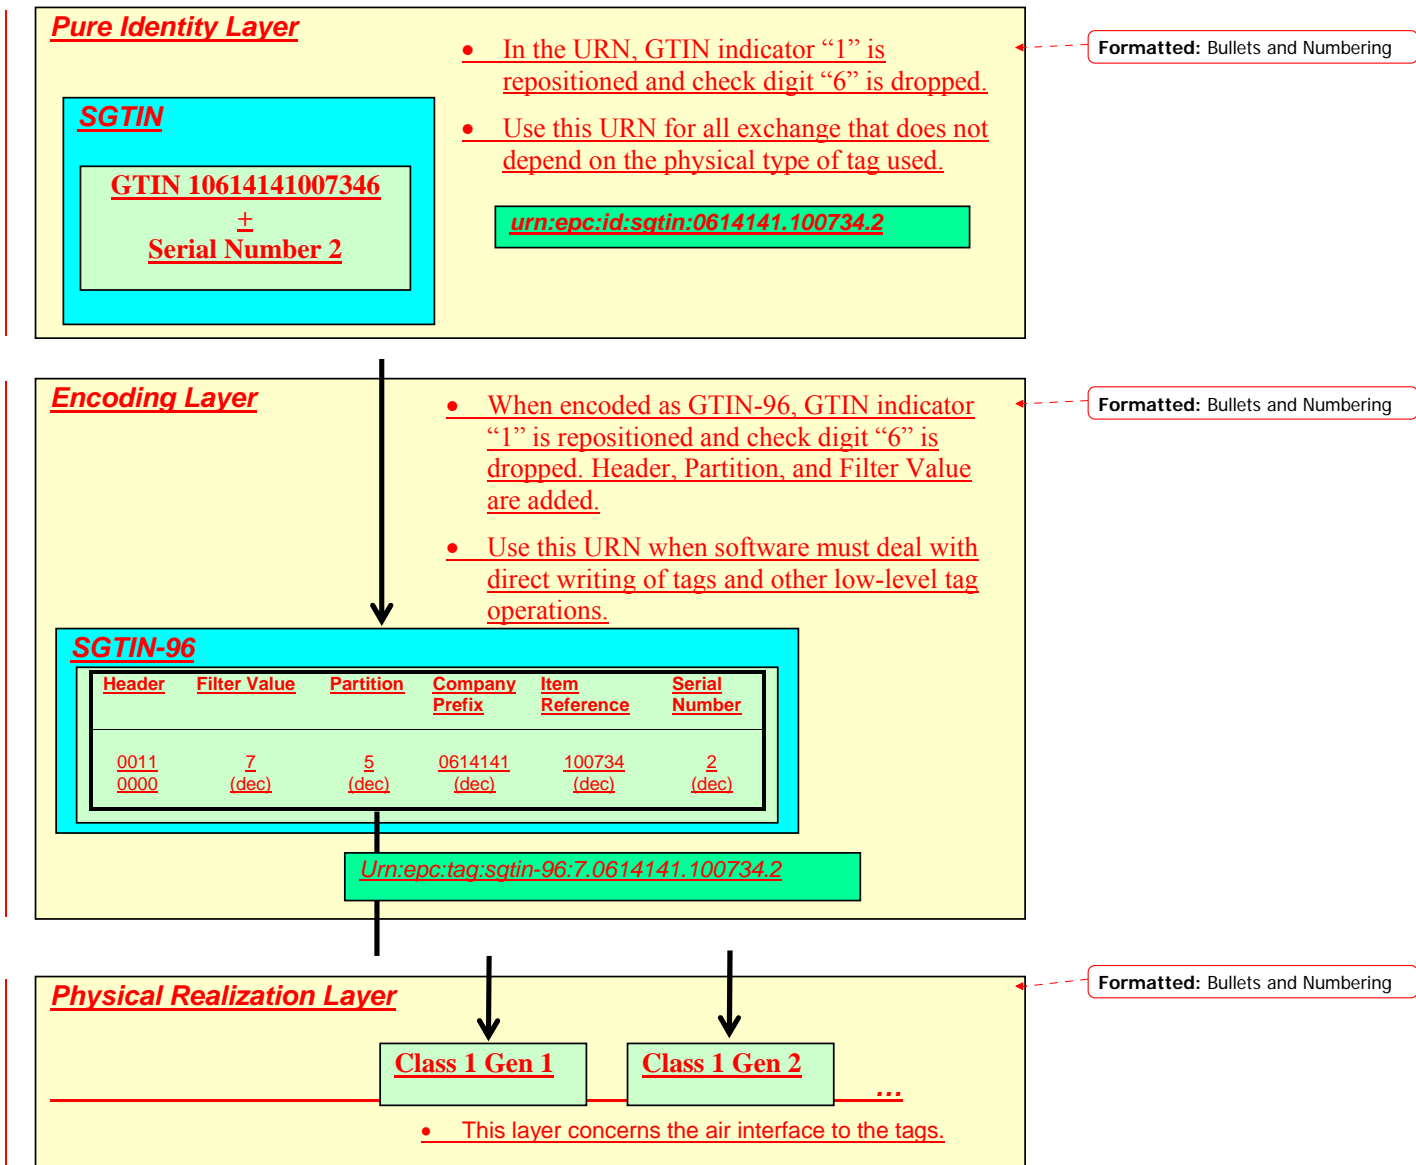 Pure Identity Layer
• In the URN, GTIN indicator “1” is
repositioned and check digit “6” is dropped.
• Use this URN for all exchange that does not
depend on the physical type of tag used.
SGTIN
GTIN 10614141007346
+
Serial Number 2
urn:epc:id:sgtin:0614141.100734.2
Formatted: Bullets and Numbering
Encoding Layer
• When encoded as GTIN-96, GTIN indicator
“1” is repositioned and check digit “6” is
dropped. Header, Partition, and Filter Value
are added.
• Use this URN when software must deal with
direct writing of tags and other low-level tag
operations.
Formatted: Bullets and Numbering
SGTIN-96
Header Filter Value Partition Company Item Serial
Prefix Reference Number
0011 7 5 0614141 100734 2
0000 (dec) (dec) (dec) (dec) (dec)
Urn:epc:tag:sgtin-96:7.0614141.100734.2
Physical Realization Layer
Formatted: Bullets and Numbering
Class 1 Gen 1 Class 1 Gen 2 ...
• This layer concerns the air interface to the tags.